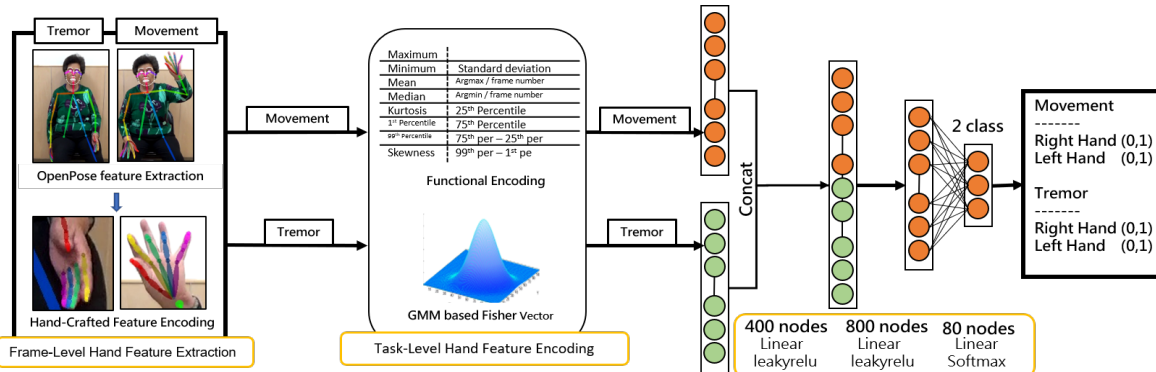 Tremor
Movement
OpenPose feature Extraction
Hand-Crafted Feature Encoding
Frame-Level Hand Feature Extraction
Movement
Tremor
Maximum
Minimum Standard deviation
Mean Argmax / frame number
Median Argmin / frame number
Kurtosis 25th Percentile
1st Percentile 75th Percentile
99th Percentile 75th per – 25th per
Skewness 99th per – 1st pe
Functional Encoding
GMM based Fisher Vector
Task-Level Hand Feature Encoding
Movement
Tremor
Concat
400 nodes
Linear
leakyrelu
800 nodes
Linear
leakyrelu
80 nodes
Linear
Softmax
2 class
Movement
-------
Right Hand (0,1)
Left Hand (0,1)
Tremor
-------
Right Hand (0,1)
Left Hand (0,1)